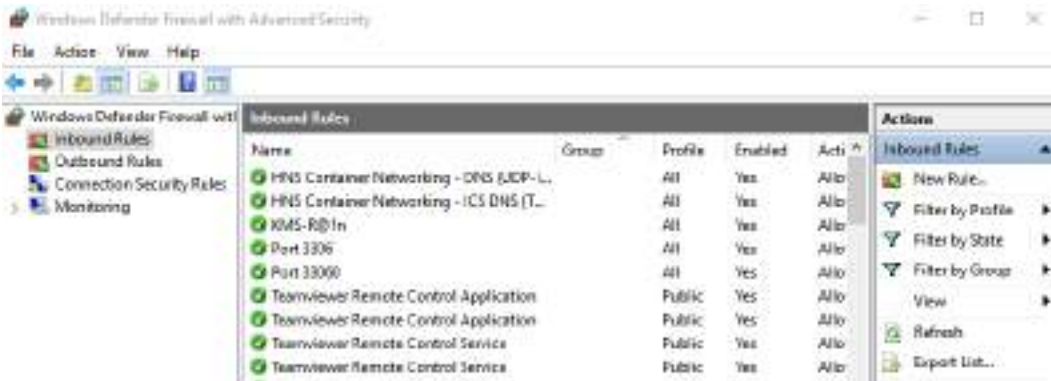 Windows Defender Firewall with Advanced Security
File Action View Help
Windows Defender Firewall with
Inbound Rules
Outbound Rules
Connection Security Rules
Monitoring
Inbound Rules
Name Group Profile Enabled Acti
HNS Container Networking - DNS (UDP-I... All Yes Allo
HNS Container Networking - ICS DNS (T... All Yes Allo
KMS-R@1n All Yes Allo
Port 3306 All Yes Allo
Port 33060 All Yes Allo
Teamviewer Remote Control Application Public Yes Allo
Teamviewer Remote Control Application Public Yes Allo
Teamviewer Remote Control Service Public Yes Allo
Teamviewer Remote Control Service Public Yes Allo
Actions
Inbound Rules
New Rule...
Filter by Profile
Filter by State
Filter by Group
View
Refresh
Export List...